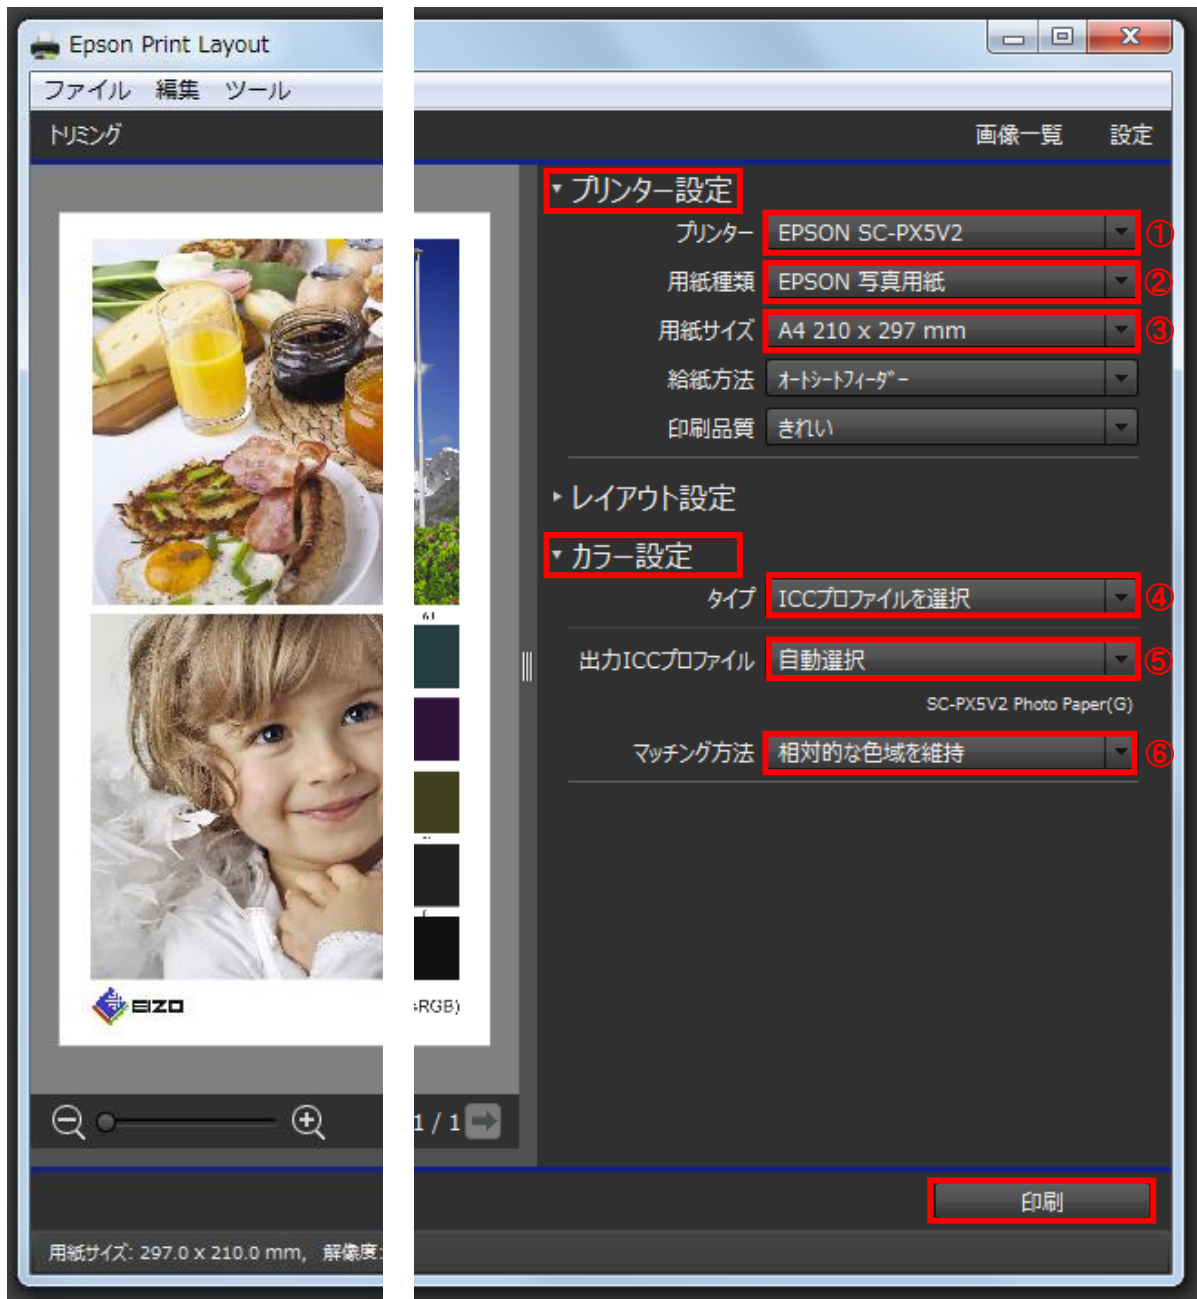 Epson Print Layout
ファイル 編集 ツール
トリミング 画像一覧 設定
プリンター設定
プリンター EPSON SC-PX5V2 ①
用紙種類 EPSON 写真用紙 ②
用紙サイズ A4 210 x 297 mm ③
給紙方法 オートシートフィーダー
印刷品質 きれい
レイアウト設定
カラー設定
タイプ ICCプロファイルを選択 ④
61
出力ICCプロファイル 自動選択 ⑤
SC-PX5V2 Photo Paper(G)
マッチング方法 相対的な色域を維持 ⑥
EIZO
RGB)
1 / 1
印刷
用紙サイズ: 297.0 x 210.0 mm, 解像度: